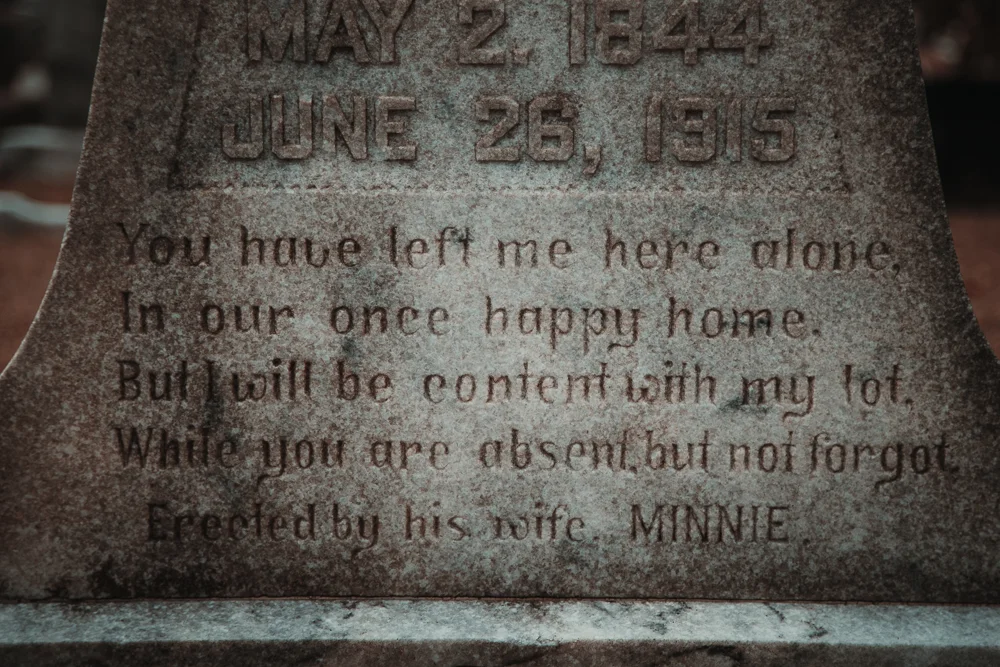 MAY 2. 1844
JUNE 26, 1915
You have left me here alone,
In our once happy home.
But I will be content with my lot,
While you are absent, but not forgot.
Erected by his wife. MINNIE.